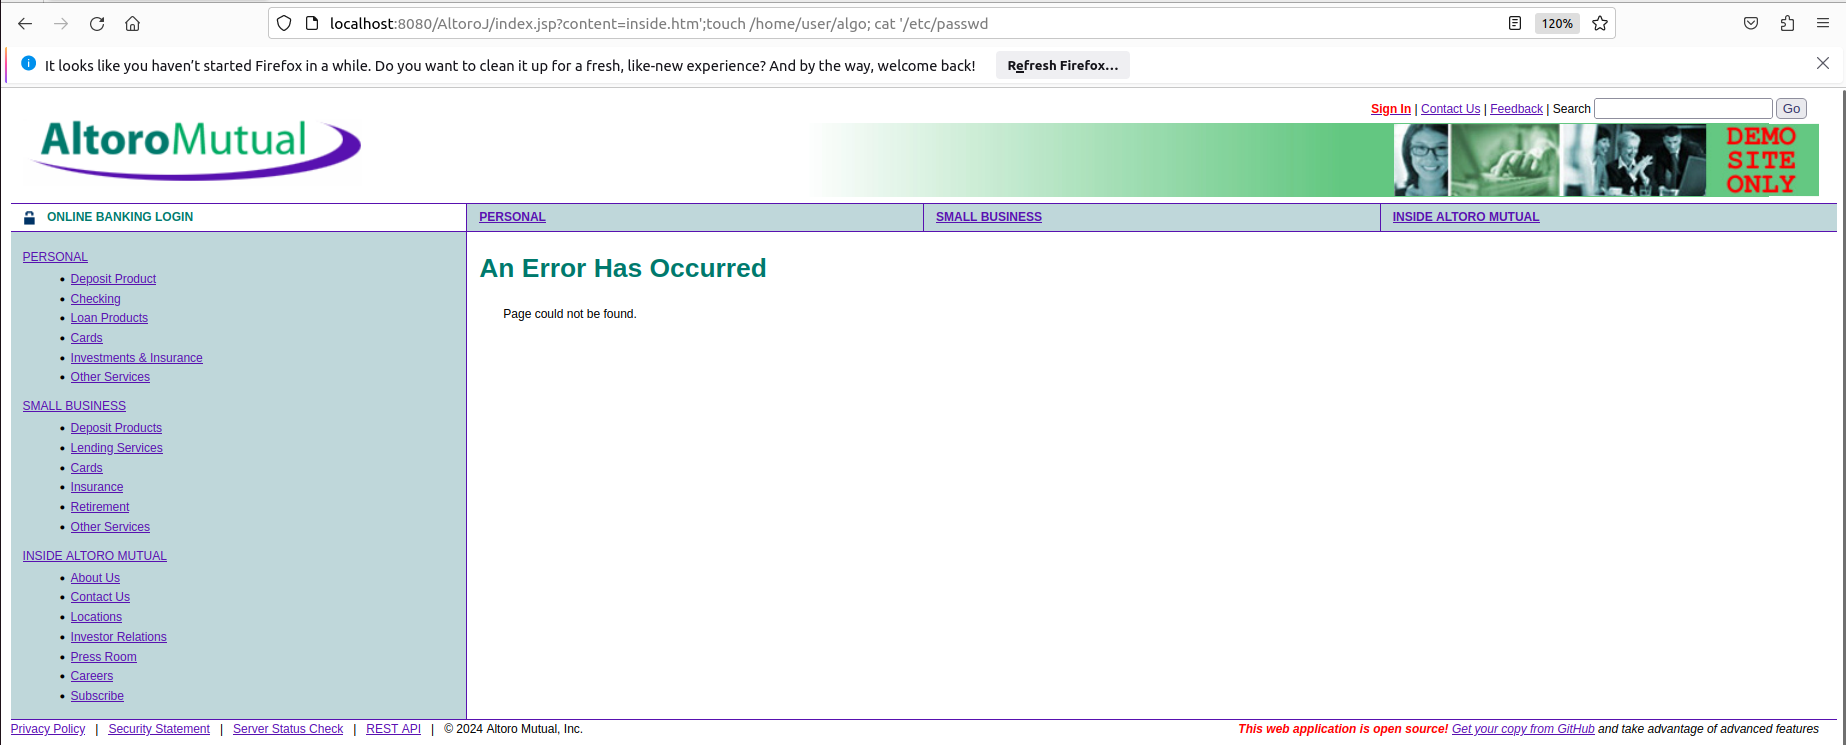 localhost:8080/AltoroJ/index.jsp?content=inside.htm';touch /home/user/algo; cat '/etc/passwd
120%
It looks like you haven't started Firefox in a while. Do you want to clean it up for a fresh, like-new experience? And by the way, welcome back! Refresh Firefox...
Sign In | Contact Us | Feedback | Search Go
AltoroMutual
DEMO
SITE
ONLY
ONLINE BANKING LOGIN
PERSONAL
SMALL BUSINESS
INSIDE ALTORO MUTUAL
PERSONAL
Deposit Product
Checking
Loan Products
Cards
Investments & Insurance
Other Services
SMALL BUSINESS
Deposit Products
Lending Services
Cards
Insurance
Retirement
Other Services
INSIDE ALTORO MUTUAL
About Us
Contact Us
Locations
Investor Relations
Press Room
Careers
Subscribe
An Error Has Occurred
Page could not be found.
Privacy Policy | Security Statement | Server Status Check | REST API | © 2024 Altoro Mutual, Inc.
This web application is open source! Get your copy from GitHub and take advantage of advanced features